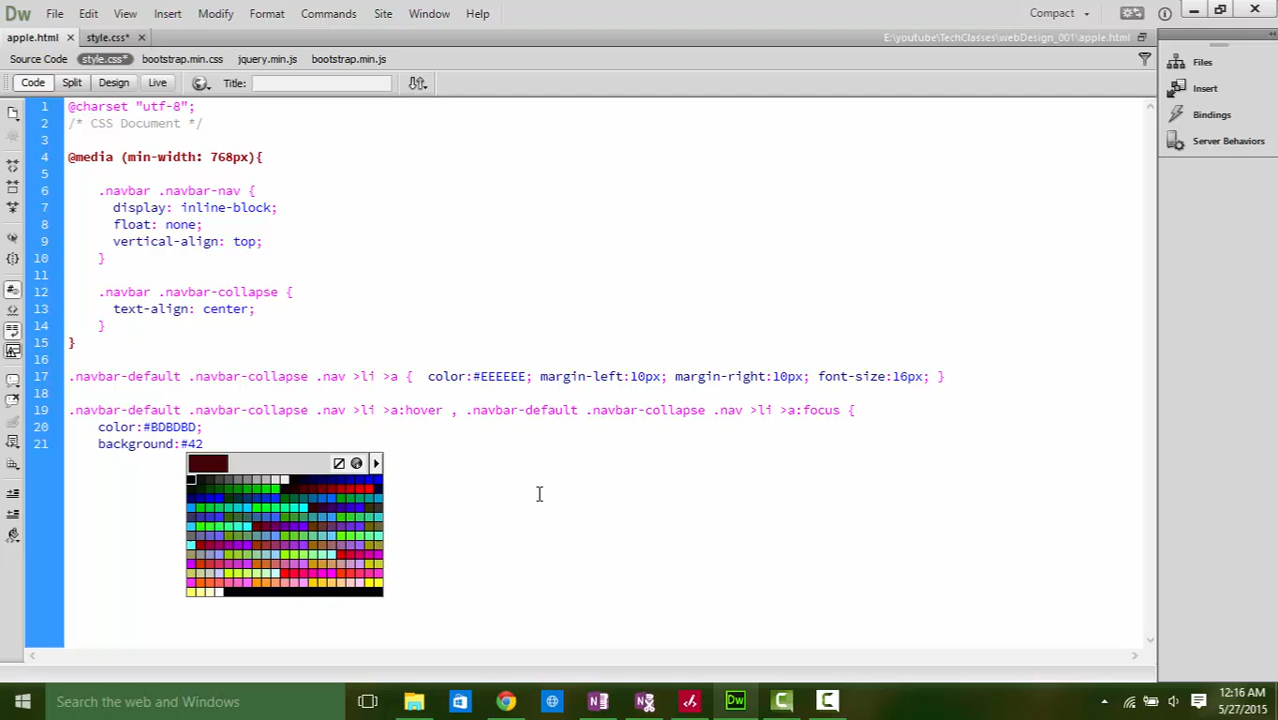 Dw File Edit View Insert Modify Format Commands Site Window Help Compact
apple.html style.css* E:\youtube\TechClasses\webDesign_001\apple.html
Source Code style.css* bootstrap.min.css jquery.min.js bootstrap.min.js
Code Split Design Live Title:
Files
Insert
Bindings
Server Behaviors
1 @charset "utf-8";
2 /* CSS Document */
3
4 @media (min-width: 768px){
5
6 .navbar .navbar-nav {
7 display: inline-block;
8 float: none;
9 vertical-align: top;
10 }
11
12 .navbar .navbar-collapse {
13 text-align: center;
14 }
15 }
16
17 .navbar-default .navbar-collapse .nav >li >a { color:#EEEEEE; margin-left:10px; margin-right:10px; font-size:16px; }
18
19 .navbar-default .navbar-collapse .nav >li >a:hover , .navbar-default .navbar-collapse .nav >li >a:focus {
20 color:#BDBDBD;
21 background:#42
Search the web and Windows Dw 12:16 AM
5/27/2015